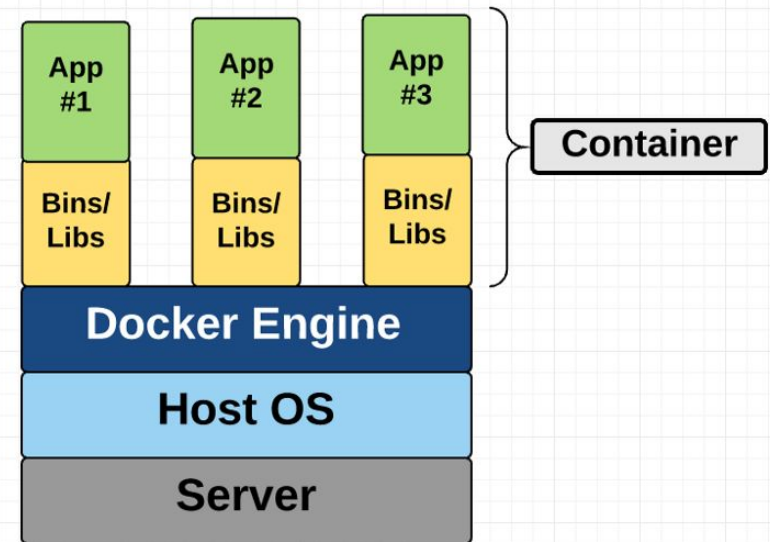 App
#1
App
#2
App
#3
Container
Bins/
Libs
Bins/
Libs
Bins/
Libs
Docker Engine
Host OS
Server